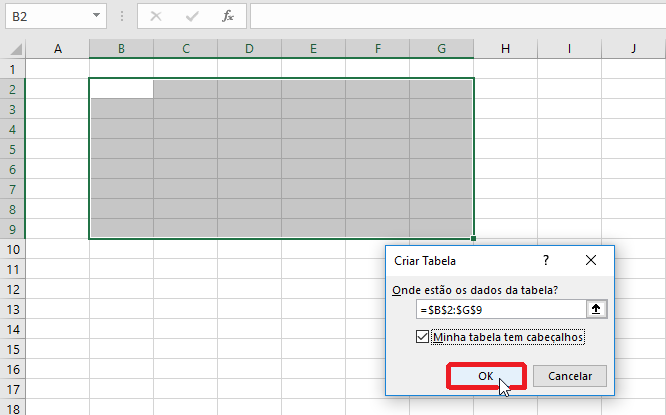 B2 fx
A B C D E F G H I J
1
2
3
4
5
6
7
8
9
10
11
12
13
14
15
16
17
18
Criar Tabela ?
Onde estão os dados da tabela?
=$B$2:$G$9
Minha tabela tem cabeçalhos
OK Cancelar